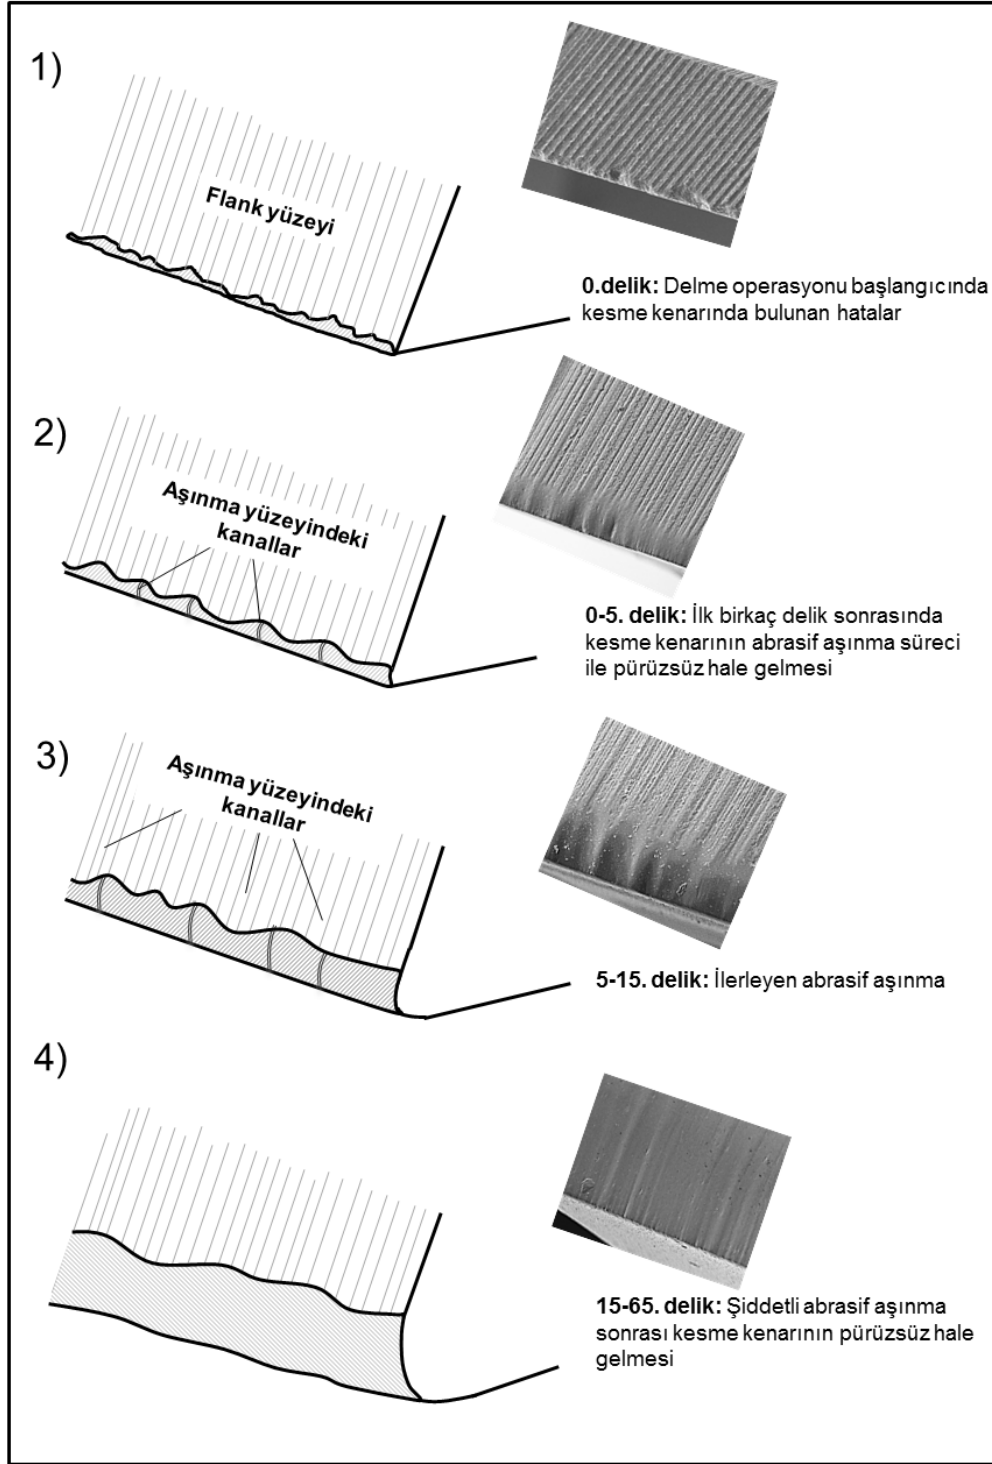 1)
Flank yüzeyi
0.delik: Delme operasyonu başlangıcında
kesme kenarında bulunan hatalar
2)
Aşınma yüzeyindeki
kanallar
0-5. delik: İlk birkaç delik sonrasında
kesme kenarının abrasif aşınma süreci
ile pürüzsüz hale gelmesi
3)
Aşınma yüzeyindeki
kanallar
5-15. delik: İlerleyen abrasif aşınma
4)
15-65. delik: Şiddetli abrasif aşınma
sonrası kesme kenarının pürüzsüz hale
gelmesi